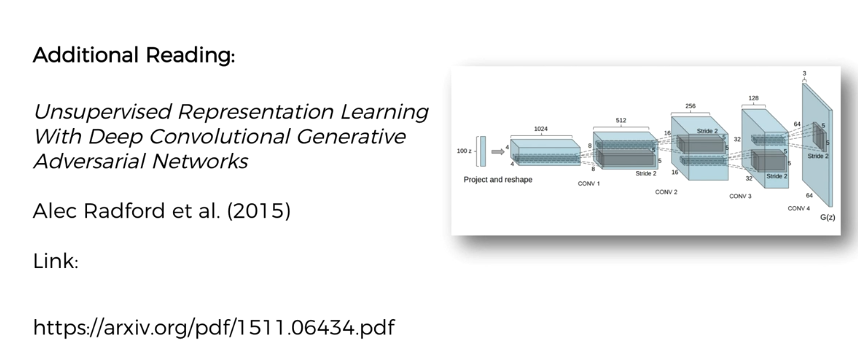 Additional Reading:
Unsupervised Representation Learning
With Deep Convolutional Generative
Adversarial Networks
Alec Radford et al. (2015)
Link:
https://arxiv.org/pdf/1511.06434.pdf
3
128
256
512
1024
64
16
Stride 2
5
5
32
8
5
5
100 z
4
5
5
Stride 2
4
5
8
Stride 2
16
32
Stride 2
Project and reshape
CONV 1
CONV 2
CONV 3
64
CONV 4
G(z)